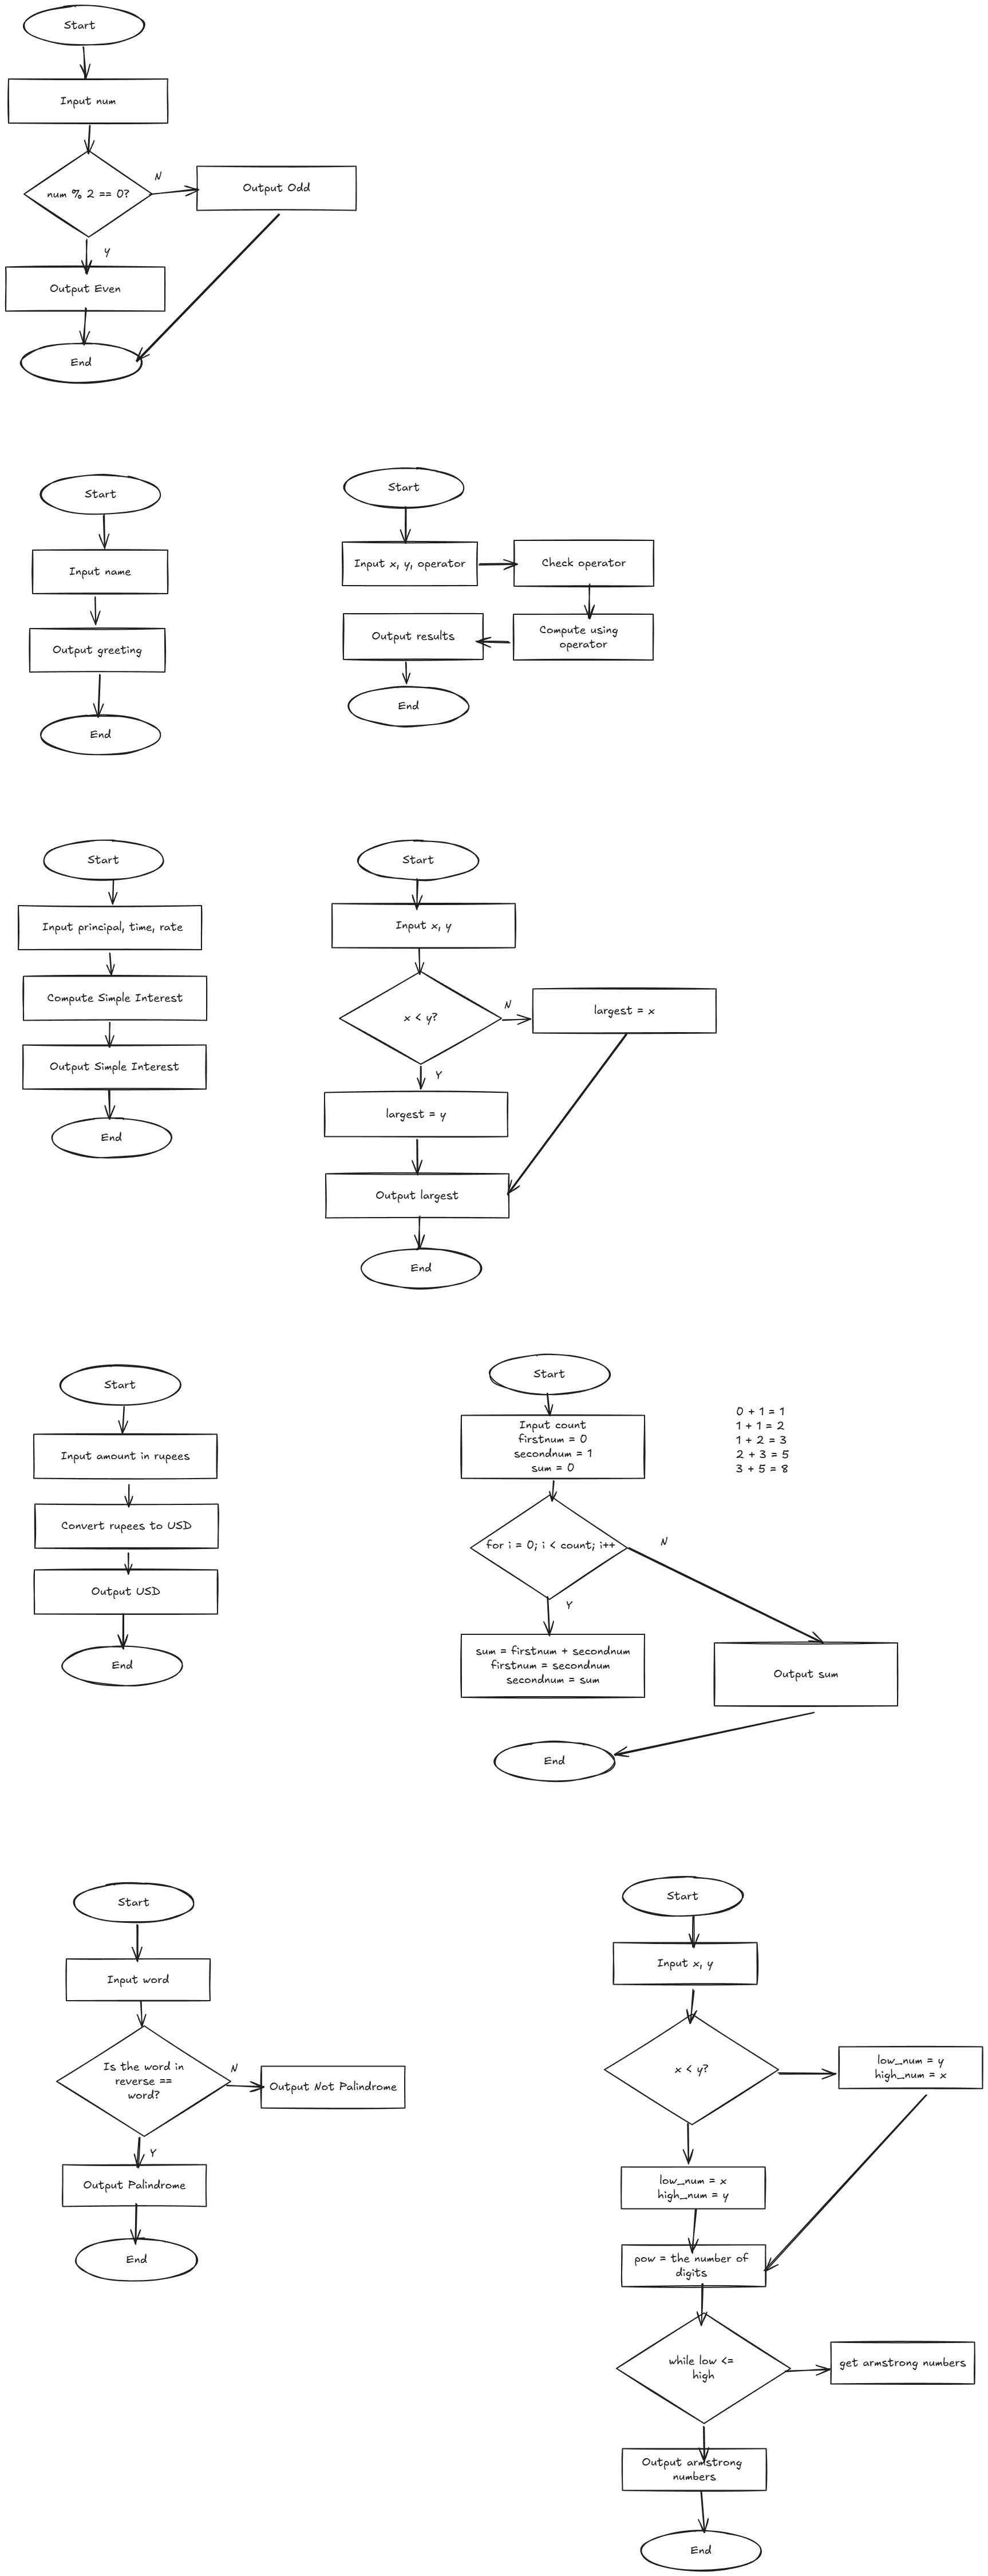 Start
Input num
num % 2 == 0?
N
Output Odd
Y
Output Even
End
Start
Input name
Output greeting
End
Start
Input x, y, operator
Check operator
Compute using
operator
Output results
End
Start
Input principal, time, rate
Compute Simple Interest
Output Simple Interest
End
Start
Input x, y
x < y?
N
largest = x
Y
largest = y
Output largest
End
Start
Input amount in rupees
Convert rupees to USD
Output USD
End
Start
Input count
firstnum = 0
secondnum = 1
sum = 0
for i = 0; i < count; i++
N
Y
sum = firstnum + secondnum
firstnum = secondnum
secondnum = sum
Output sum
End
0 + 1 = 1
1 + 1 = 2
1 + 2 = 3
2 + 3 = 5
3 + 5 = 8
Start
Input word
Is the word in
reverse ==
word?
N
Output Not Palindrome
Y
Output Palindrome
End
Start
Input x, y
x < y?
low_num = y
high_num = x
low_num = x
high_num = y
pow = the number of
digits
while low <=
high
get armstrong numbers
Output armstrong
numbers
End